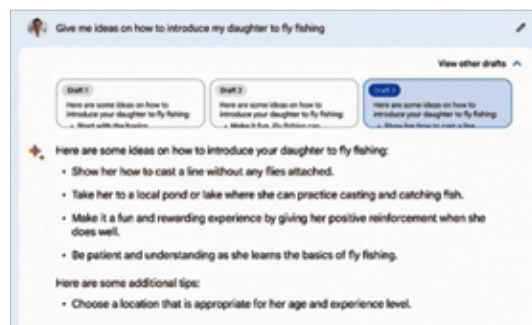 Give me ideas on how to introduce my daughter to fly fishing
View other drafts
Draft 1
Here are some ideas on how to
introduce your daughter to fly fishing:
• Start with the basics
Draft 2
Here are some ideas on how to
introduce your daughter to fly fishing:
• Make it fun. Fly fishing can
Draft 3
Here are some ideas on how to
introduce your daughter to fly fishing:
• Show her how to cast a line
Here are some ideas on how to introduce your daughter to fly fishing:
• Show her how to cast a line without any flies attached.
• Take her to a local pond or lake where she can practice casting and catching fish.
• Make it a fun and rewarding experience by giving her positive reinforcement when she
does well.
• Be patient and understanding as she learns the basics of fly fishing.
Here are some additional tips:
• Choose a location that is appropriate for her age and experience level.